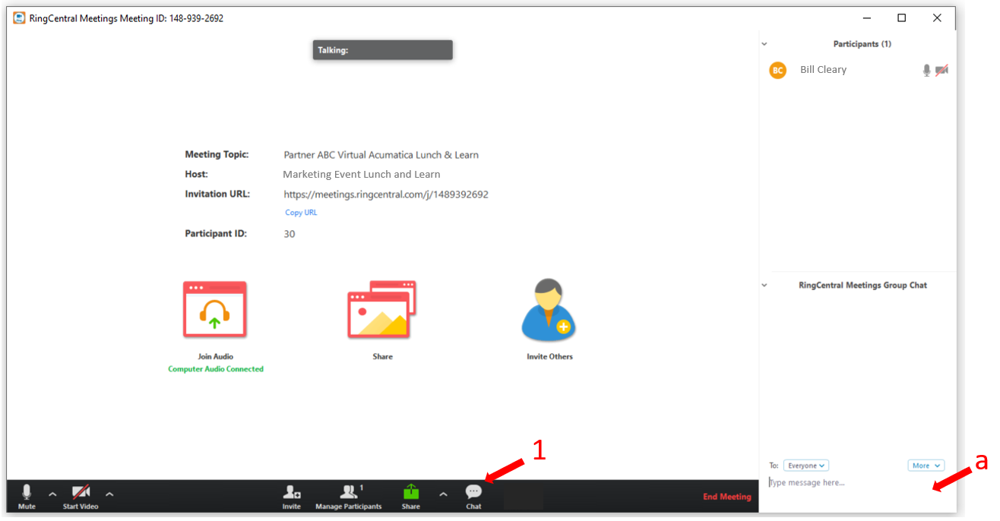 RingCentral Meetings Meeting ID: 148-939-2692
Talking:
Participants (1)
BC Bill Cleary
Meeting Topic: Partner ABC Virtual Acumatica Lunch & Learn
Host: Marketing Event Lunch and Learn
Invitation URL: https://meetings.ringcentral.com/j/1489392692
Copy URL
Participant ID: 30
RingCentral Meetings Group Chat
Join Audio
Computer Audio Connected
Share
Invite Others
1
a
To: Everyone More
Type message here...
Mute
Start Video
Invite
1
Manage Participants
Share
Chat
End Meeting